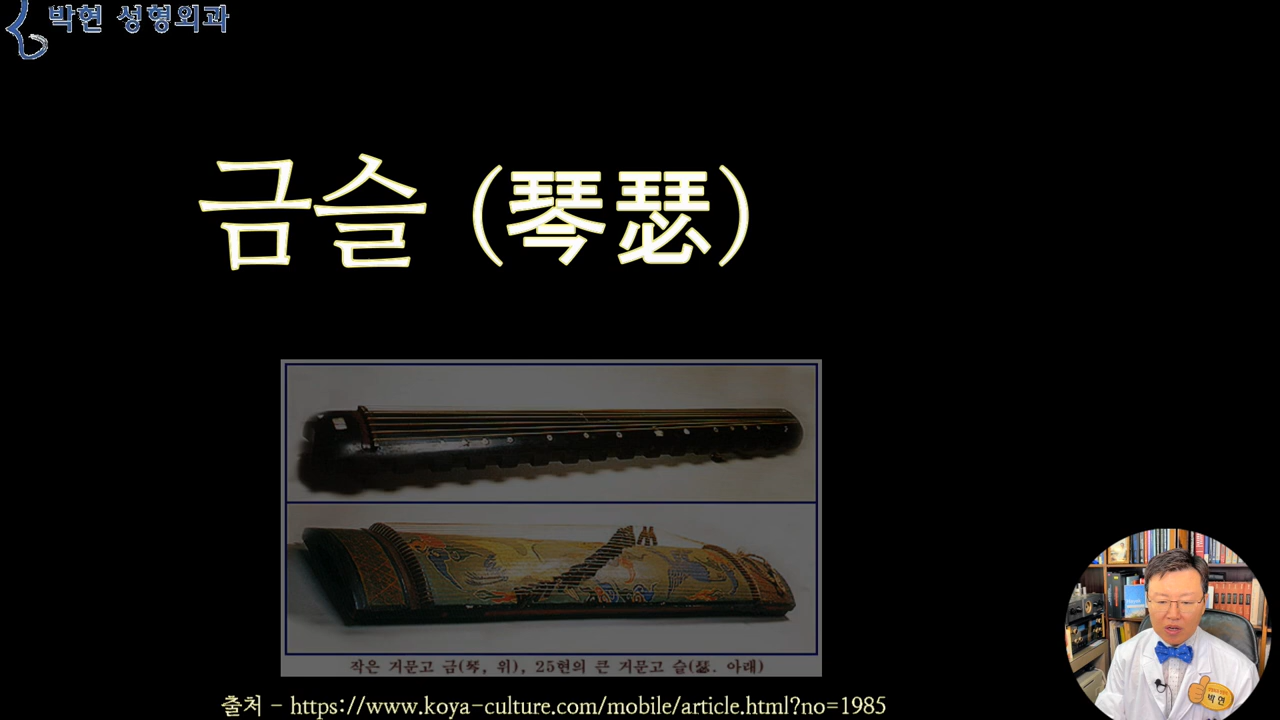 박현 성형외과
금슬 (琴瑟)
작은 거문고 금(琴, 위), 25현의 큰 거문고 슬(瑟. 아래)
출처 - https://www.koya-culture.com/mobile/article.html?no=1985
박 현